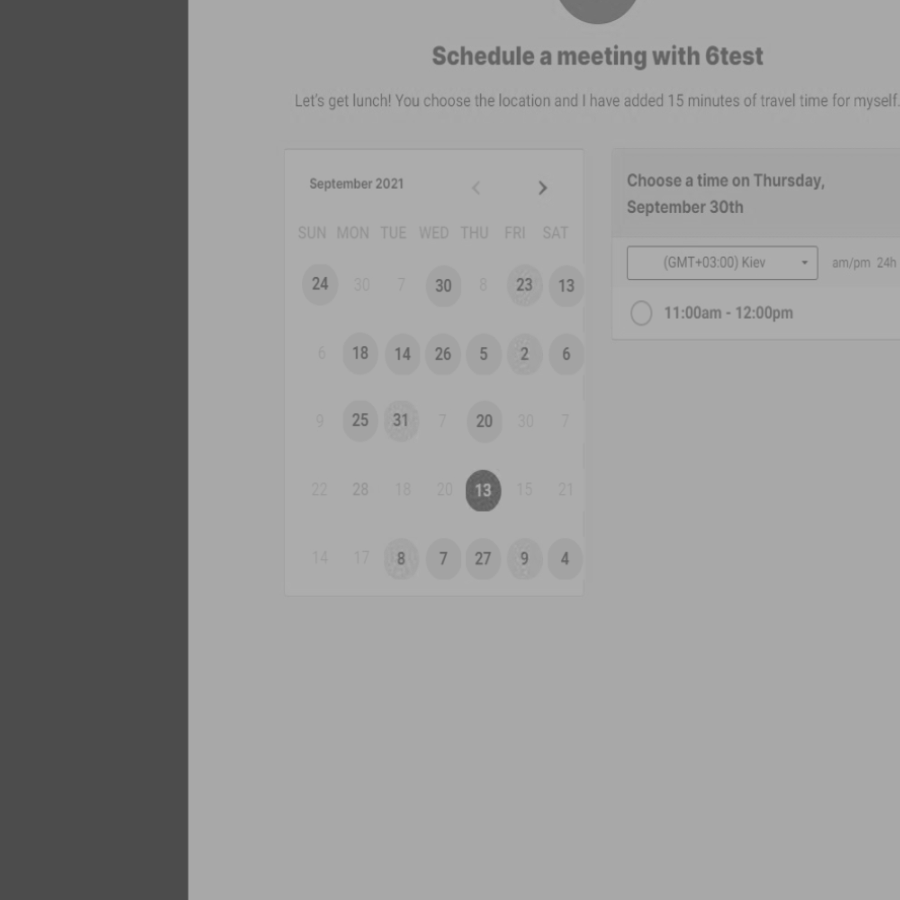 Schedule a meeting with 6test
Let's get lunch! You choose the location and I have added 15 minutes of travel time for myself.
September 2021
SUN MON TUE WED THU FRI SAT
24 30 7 30 8 23 13
6 18 14 26 5 2 6
9 25 31 7 20 30 7
22 28 18 20 13 15 21
14 17 8 7 27 9 4
Choose a time on Thursday,
September 30th
(GMT+03:00) Kiev am/pm 24h
11:00am - 12:00pm